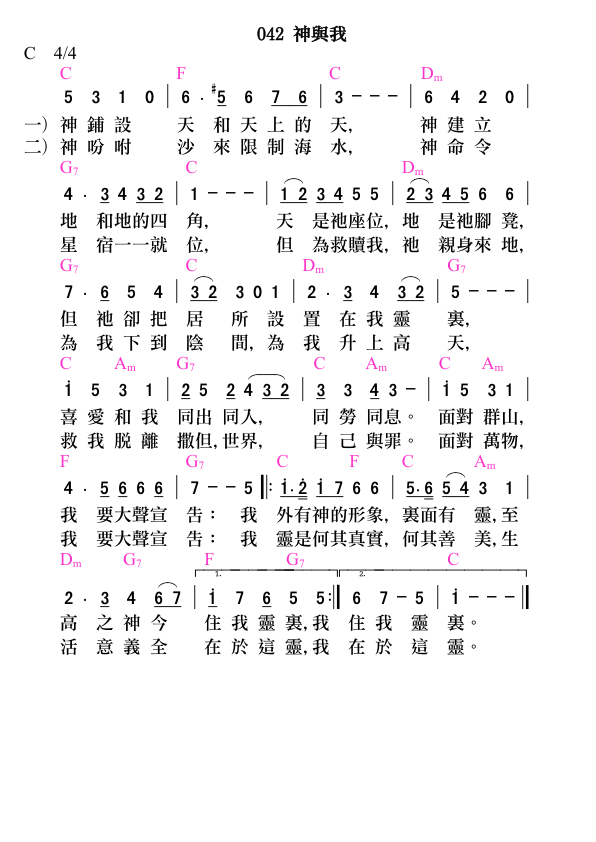 042 神與我
C 4/4
C F C Dm
5 3 1 0 | 6 · #5 6 7 6 | 3 - - - | 6 4 2 0 |
一) 神 鋪 設 天 和 天 上 的 天, 神 建 立
二) 神 吩 咐 沙 來 限 制 海 水, 神 命 令
G7 C Dm
4 · 3 4 3 2 | 1 - - - | 1 2 3 4 5 5 | 2 3 4 5 6 6 |
地 和地的四 角, 天 是祂座位, 地 是祂腳 凳,
星 宿一一就 位, 但 為救贖我, 祂 親身來 地,
G7 C Dm G7
7 · 6 5 4 | 3 2 3 0 1 | 2 · 3 4 3 2 | 5 - - - |
但 祂 卻 把 居 所 設 置 在 我 靈 裏,
為 我 下 到 陰 間, 為 我 升 上 高 天,
C Am G7 C Am C Am
i 5 3 1 | 2 5 2 4 3 2 | 3 3 4 3 - | i 5 3 1 |
喜 愛 和 我 同出 同入, 同 勞 同息。 面對 群山,
救 我 脱 離 撒但,世界, 自 己 與罪。 面對 萬物,
F G7 C F C Am
4 · 5 6 6 6 | 7 - - 5 ‖: i · 2 i 7 6 6 | 5 · 6 5 4 3 1 |
我 要大聲宣 告： 我 外有神的形象, 裏面有 靈,至
我 要大聲宣 告： 我 靈是何其真實, 何其善 美,生
Dm G7 F G7 C
1. 2.
2 · 3 4 6 7 | i 7 6 5 5 :‖ 6 7 - 5 | i - - - ‖
高 之 神 今 住 我 靈 裏,我 住 我 靈 裏。
活 意 義 全 在 於 這 靈,我 在 於 這 靈。